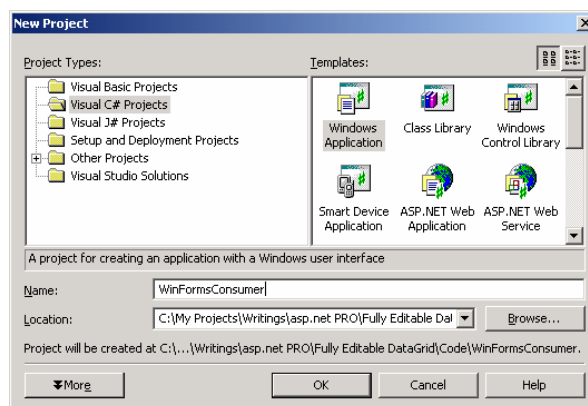 New Project
Project Types:
Templates:
Visual Basic Projects
Visual C# Projects
Visual J# Projects
Setup and Deployment Projects
Other Projects
Visual Studio Solutions
Windows
Application
Class Library
Windows
Control Library
Smart Device
Application
ASP.NET Web
Application
ASP.NET Web
Service
A project for creating an application with a Windows user interface
Name:
WinFormsConsumer
Location:
C:\My Projects\Writings\asp.net PRO\Fully Editable Dat
Browse...
Project will be created at C:\...\Writings\asp.net PRO\Fully Editable DataGrid\Code\WinFormsConsumer.
More
OK
Cancel
Help